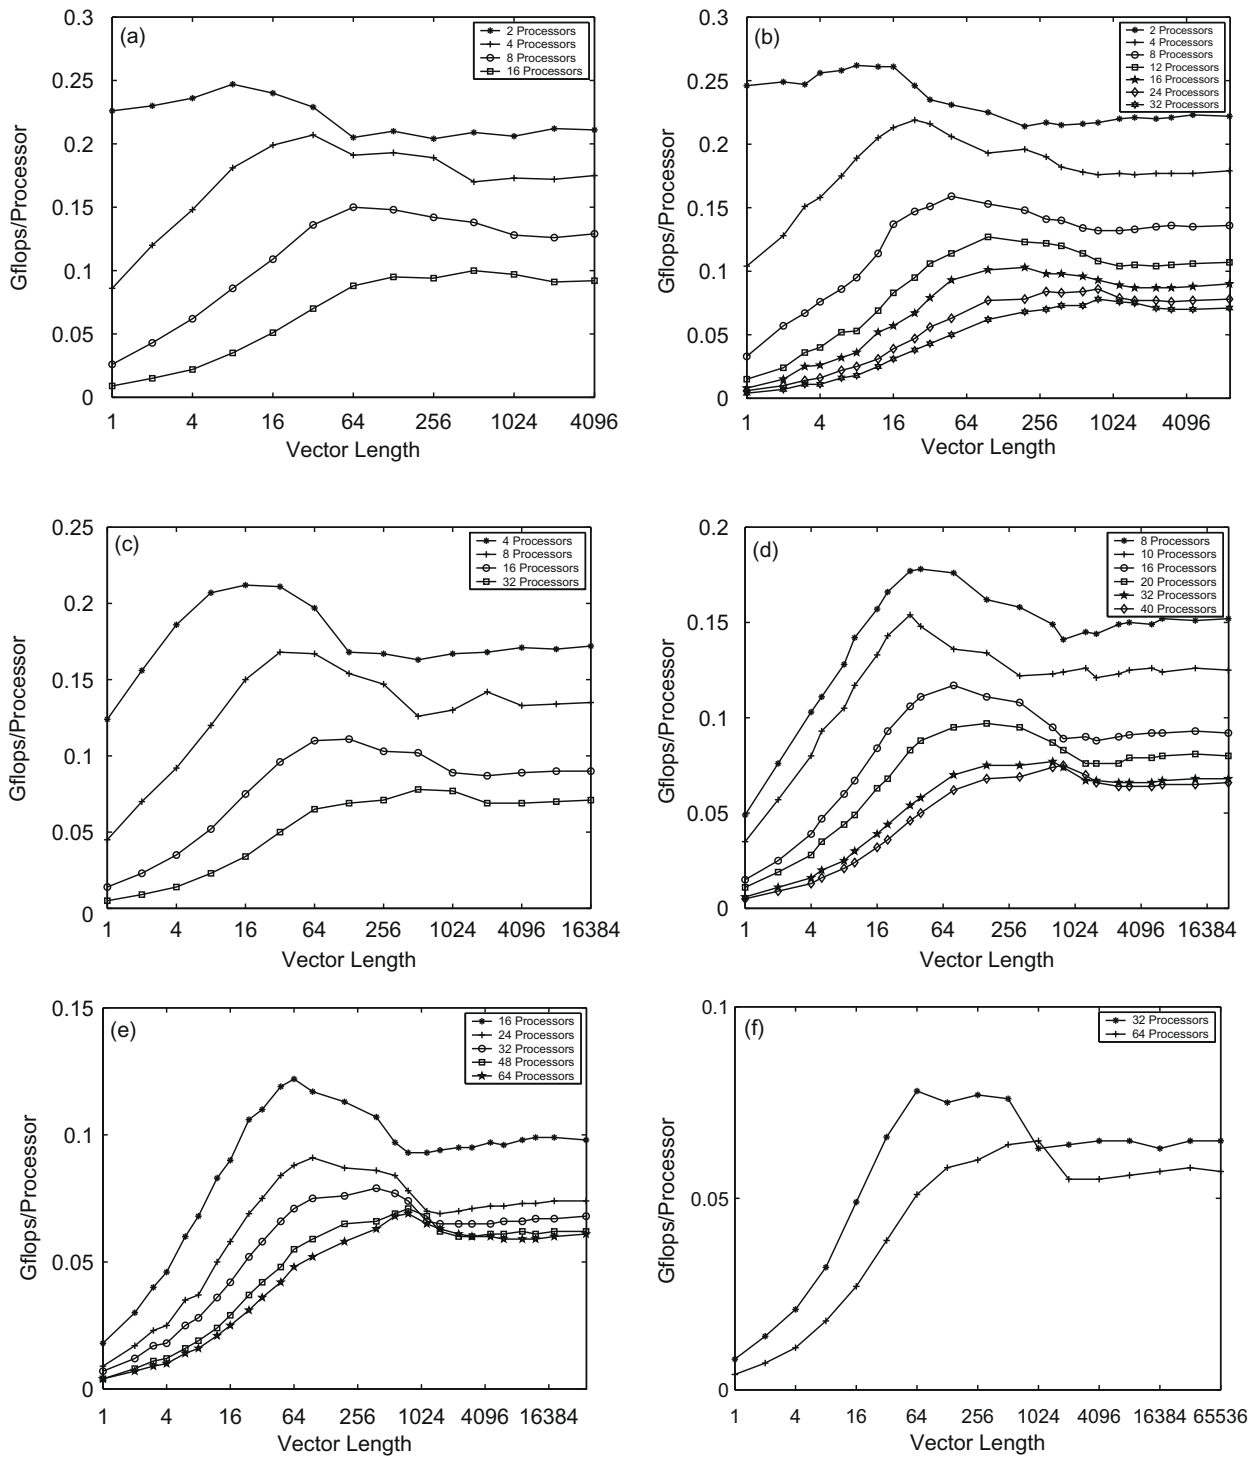 (a)
2 Processors
4 Processors
8 Processors
16 Processors
0.3
0.25
0.2
0.15
0.1
0.05
0
Gflops/Processor
1 4 16 64 256 1024 4096
Vector Length
(b)
2 Processors
4 Processors
8 Processors
12 Processors
16 Processors
24 Processors
32 Processors
0.3
0.25
0.2
0.15
0.1
0.05
0
Gflops/Processor
1 4 16 64 256 1024 4096
Vector Length
(c)
4 Processors
8 Processors
16 Processors
32 Processors
0.25
0.2
0.15
0.1
0.05
0
Gflops/Processor
1 4 16 64 256 1024 4096 16384
Vector Length
(d)
8 Processors
10 Processors
16 Processors
20 Processors
32 Processors
40 Processors
0.2
0.15
0.1
0.05
0
Gflops/Processor
1 4 16 64 256 1024 4096 16384
Vector Length
(e)
16 Processors
24 Processors
32 Processors
48 Processors
64 Processors
0.15
0.1
0.05
0
Gflops/Processor
1 4 16 64 256 1024 4096 16384
Vector Length
(f)
32 Processors
64 Processors
0.1
0.05
0
Gflops/Processor
1 4 16 64 256 1024 4096 16384 65536
Vector Length